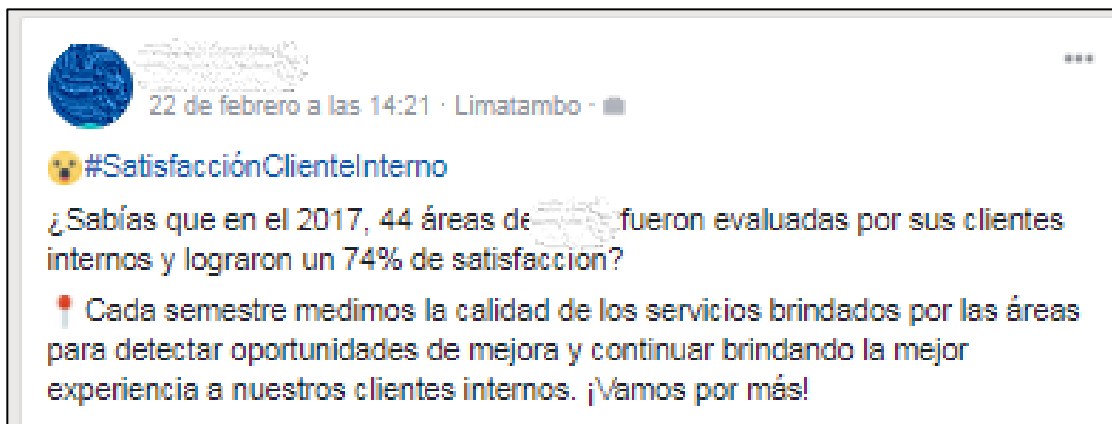 22 de febrero a las 14:21 · Limatambo ·
#SatisfacciónClienteInterno
¿Sabías que en el 2017, 44 áreas de fueron evaluadas por sus clientes
internos y lograron un 74% de satisfacción?
Cada semestre medimos la calidad de los servicios brindados por las áreas
para detectar oportunidades de mejora y continuar brindando la mejor
experiencia a nuestros clientes internos. ¡Vamos por más!